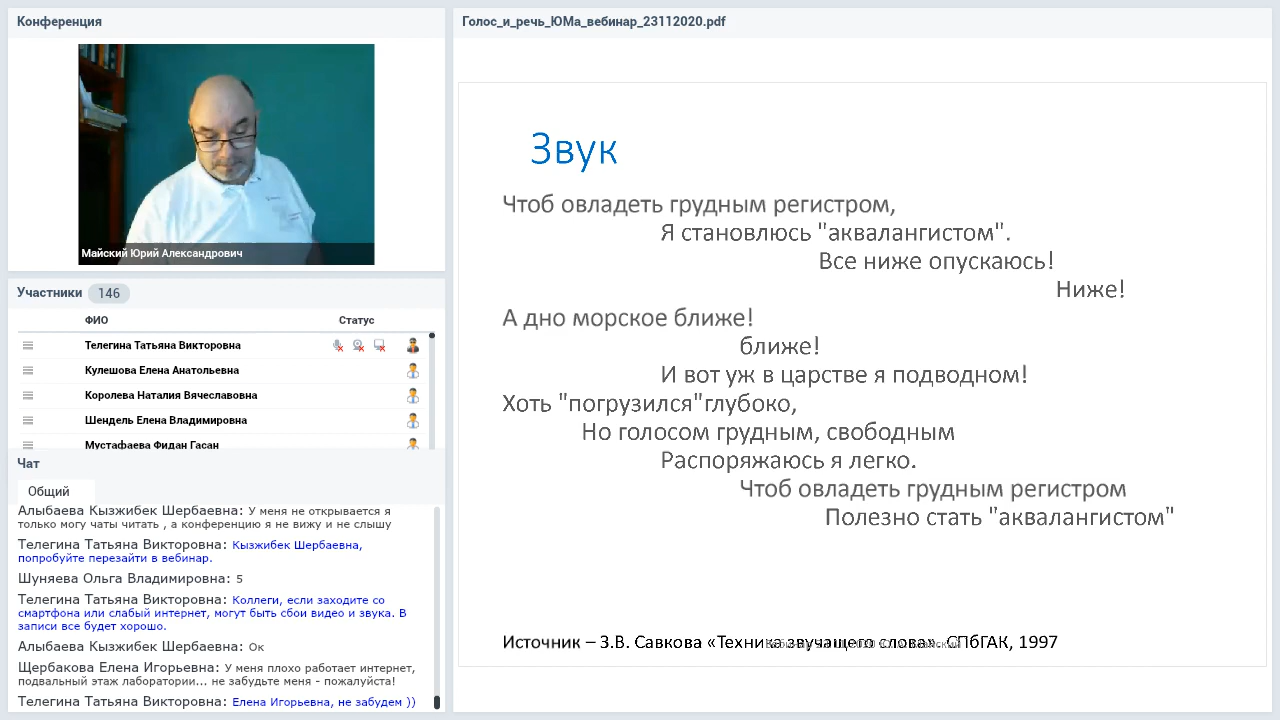 Конференция
Майский Юрий Александрович
Участники 146
ФИО Статус
Телегина Татьяна Викторовна
Кулешова Елена Анатольевна
Королева Наталия Вячеславовна
Шендель Елена Владимировна
Мустафаева Фидан Гасан
Чат
Общий
Алыбаева Кызжибек Шербаевна: У меня не открывается я
только могу чаты читать , а конференцию я не вижу и не слышу
Телегина Татьяна Викторовна: Кызжибек Шербаевна,
попробуйте перезайти в вебинар.
Шуняева Ольга Владимировна: 5
Телегина Татьяна Викторовна: Коллеги, если заходите со
смартфона или слабый интернет, могут быть сбои видео и звука. В
записи все будет хорошо.
Алыбаева Кызжибек Шербаевна: Ок
Щербакова Елена Игорьевна: У меня плохо работает интернет,
подвальный этаж лаборатории... не забудьте меня - пожалуйста!
Телегина Татьяна Викторовна: Елена Игорьевна, не забудем ))
Голос_и_речь_ЮМа_вебинар_23112020.pdf
Звук
Чтоб овладеть грудным регистром,
Я становлюсь "аквалангистом".
Все ниже опускаюсь!
Ниже!
А дно морское ближе!
ближе!
И вот уж в царстве я подводном!
Хоть "погрузился"глубоко,
Но голосом грудным, свободным
Распоряжаюсь я легко.
Чтоб овладеть грудным регистром
Полезно стать "аквалангистом"
Источник – З.В. Савкова «Техника звучащего слова». СПбГАК, 1997